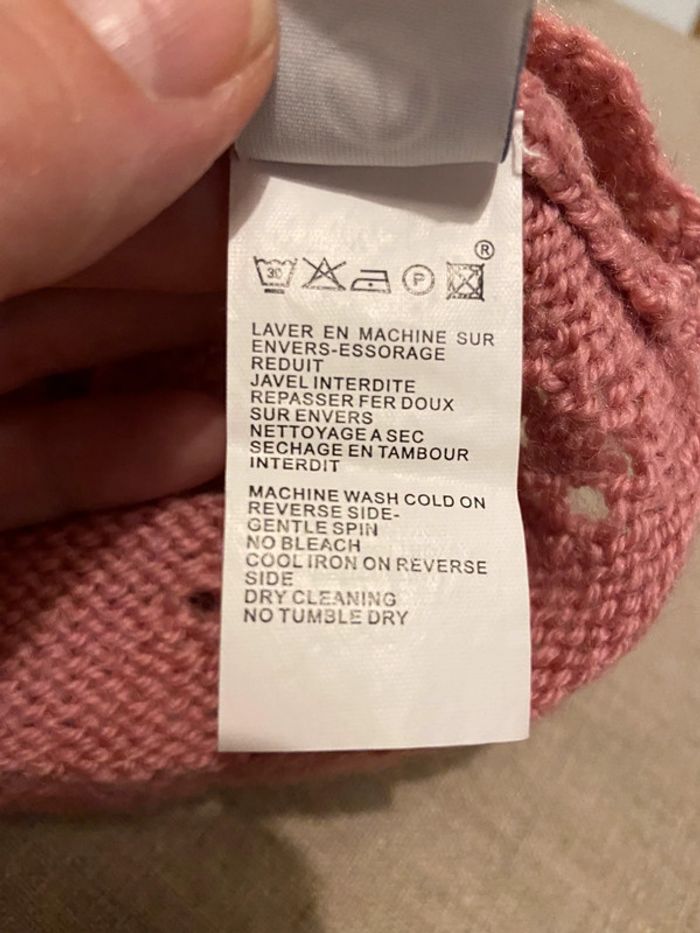 ®
30 P
LAVER EN MACHINE SUR
ENVERS-ESSORAGE
REDUIT
JAVEL INTERDITE
REPASSER FER DOUX
SUR ENVERS
NETTOYAGE A SEC
SECHAGE EN TAMBOUR
INTERDIT
MACHINE WASH COLD ON
REVERSE SIDE-
GENTLE SPIN
NO BLEACH
COOL IRON ON REVERSE
SIDE
DRY CLEANING
NO TUMBLE DRY